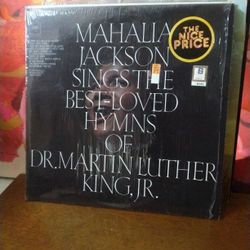 MAHALIA
JACKSON
SINGS THE
BEST-LOVED
HYMNS
OF
DR. MARTIN LUTHER
KING, JR.
THE
NICE
PRICE